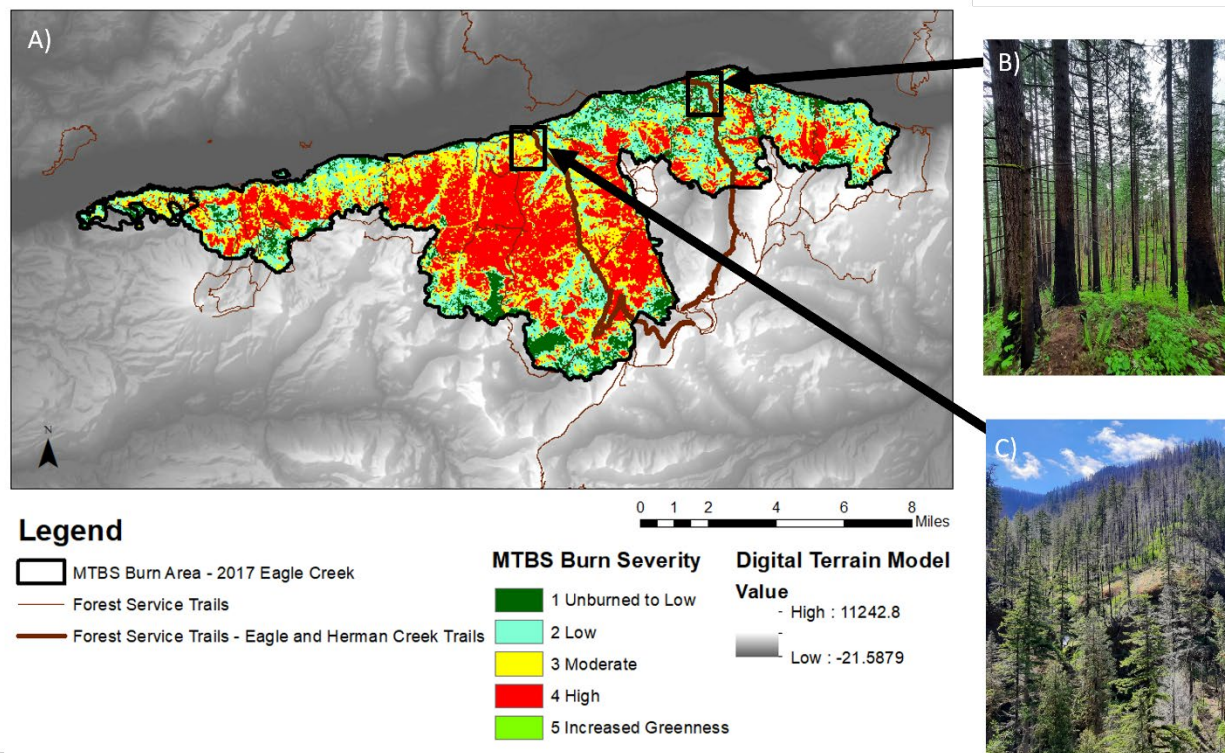 A)
B)
C)
N
0 1 2 4 6 8
Miles
Legend
MTBS Burn Area - 2017 Eagle Creek
Forest Service Trails
Forest Service Trails - Eagle and Herman Creek Trails
MTBS Burn Severity
1 Unburned to Low
2 Low
3 Moderate
4 High
5 Increased Greenness
Digital Terrain Model
Value
High : 11242.8
Low : -21.5879